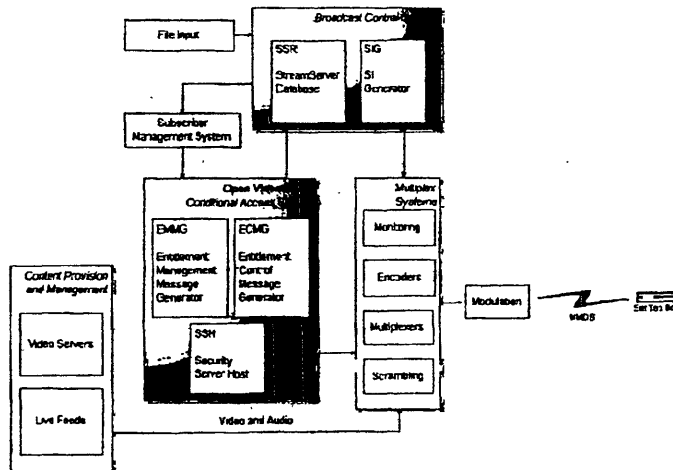 Broadcast Control
File Input
SSR
StreamServer
Database
SIG
SI
Generator
Subscriber
Management System
Conditional Access
EMMG
Entitlement
Management
Message
Generator
ECMG
Entitlement
Control
Message
Generator
SSH
Security
Server Host
Multiplex
Systems
Monitoring
Encoders
Multiplexers
Scrambling
Content Provision
and Management
Video Servers
Live Feeds
Video and Audio
Modulation
MMDS